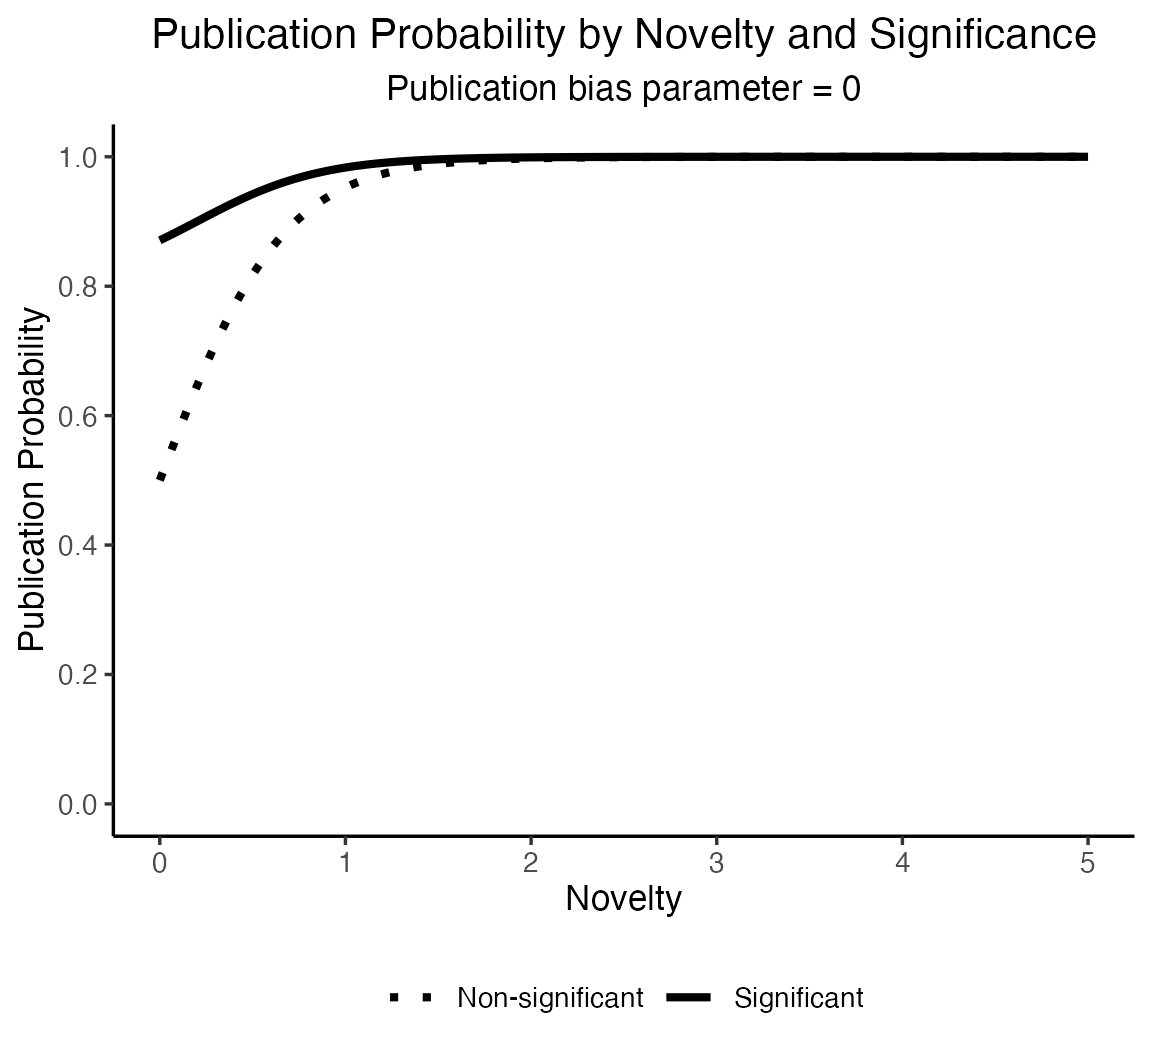 Publication Probability by Novelty and Significance
Publication bias parameter = 0
Publication Probability
1.0
0.8
0.6
0.4
0.2
0.0
0 1 2 3 4 5
Novelty
Non-significant Significant